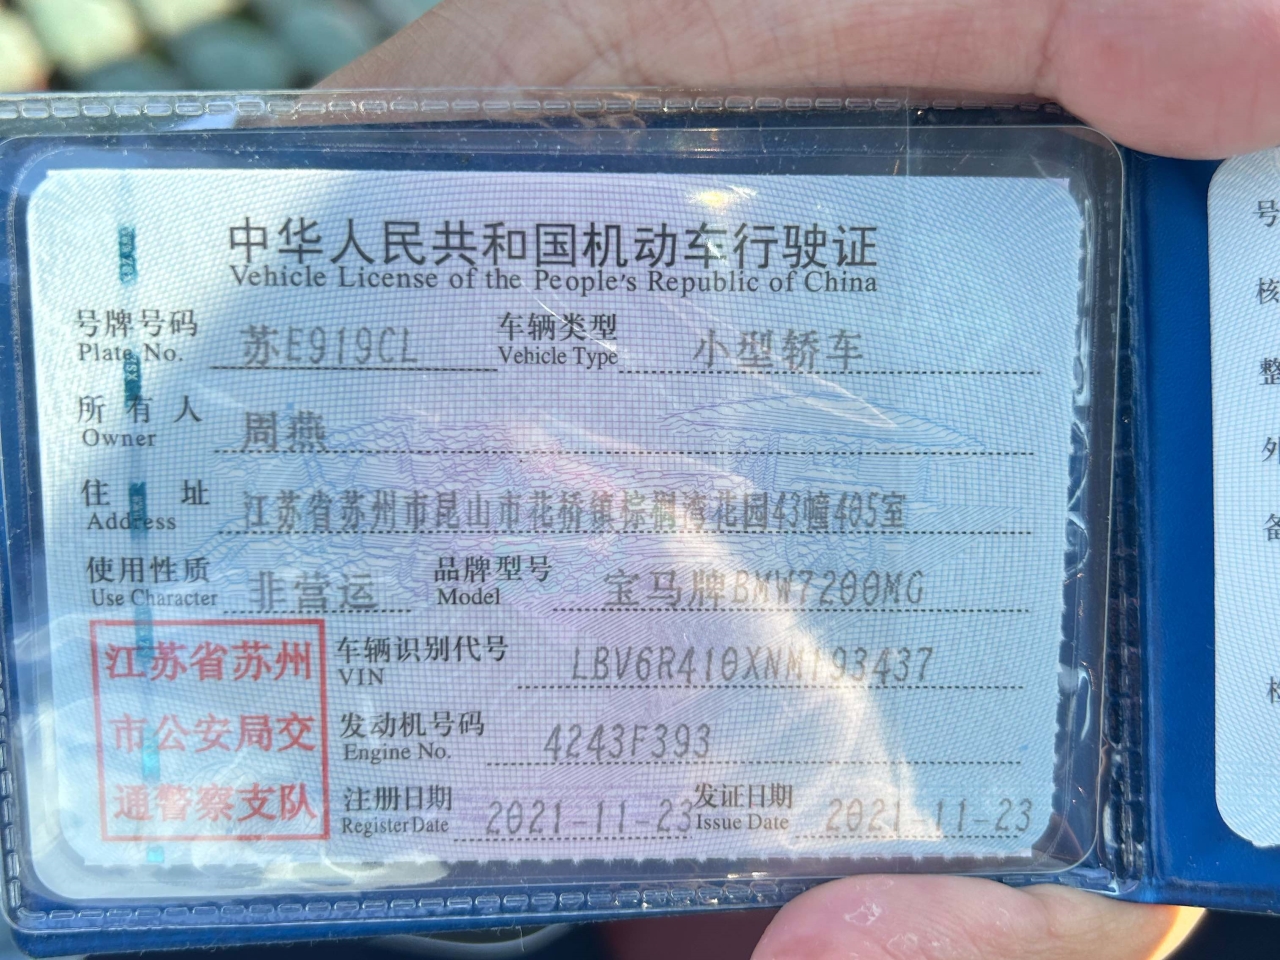 中华人民共和国机动车行驶证
Vehicle License of the People's Republic of China
号牌号码 苏E919CL 车辆类型 小型轿车
Plate No. Vehicle Type
所有人 周燕
Owner
住址 江苏省苏州市昆山市花桥镇棕榈湾花园43幢405室
Address
使用性质 非营运 品牌型号 宝马牌BMW7200MG
Use Character Model
江苏省苏州
市公安局交
通警察支队
车辆识别代号 LBV6R410XNMF93437
VIN
发动机号码 4243F393
Engine No.
注册日期 2021-11-23 发证日期 2021-11-23
Register Date Issue Date
号
核
整
外
备
检